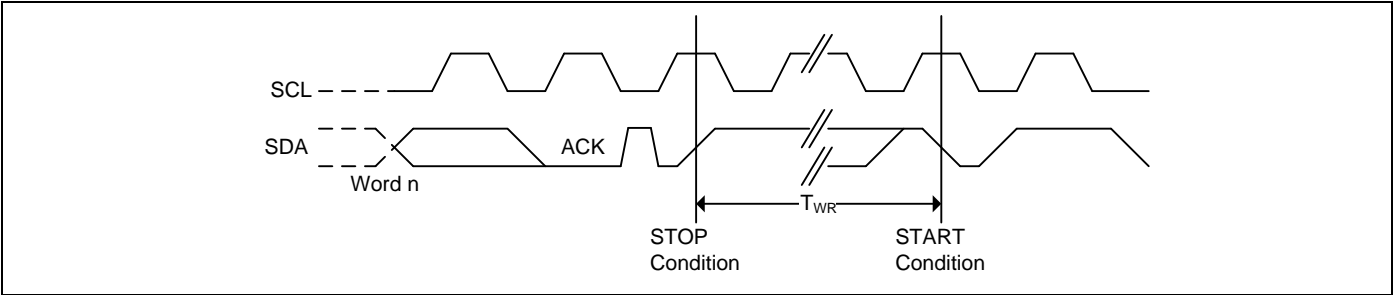 SCL
SDA
ACK
Word n
TWR
STOP
Condition
START
Condition